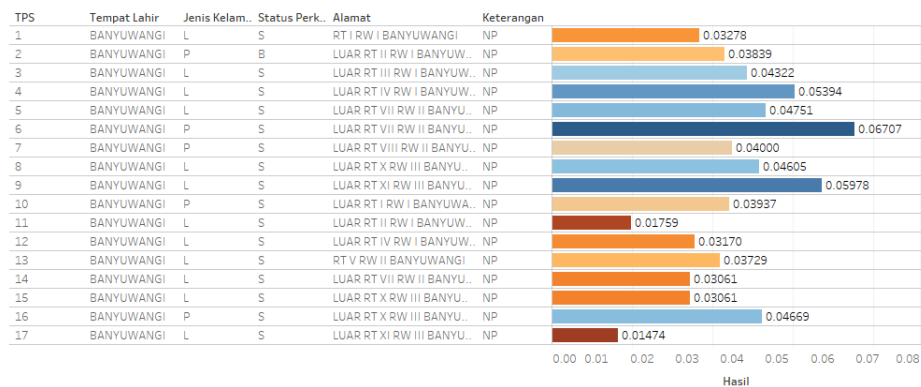 TPS Tempat Lahir Jenis Kelam.. Status Perk.. Alamat Keterangan
1 BANYUWANGI L S RT I RW I BANYUWANGI NP 0.03278
2 BANYUWANGI P B LUAR RT II RW I BANYUW.. NP 0.03839
3 BANYUWANGI L S LUAR RT III RW I BANYUW.. NP 0.04322
4 BANYUWANGI L S LUAR RT IV RW I BANYUW.. NP 0.05394
5 BANYUWANGI L S LUAR RT VII RW II BANYU.. NP 0.04751
6 BANYUWANGI P S LUAR RT VII RW II BANYU.. NP 0.06707
7 BANYUWANGI P S LUAR RT VIII RW II BANYU.. NP 0.04000
8 BANYUWANGI L S LUAR RT X RW III BANYU.. NP 0.04605
9 BANYUWANGI L S LUAR RT XI RW III BANYU.. NP 0.05978
10 BANYUWANGI P S LUAR RT I RW I BANYUWA.. NP 0.03937
11 BANYUWANGI L S LUAR RT II RW I BANYUW.. NP 0.01759
12 BANYUWANGI L S LUAR RT IV RW I BANYUW.. NP 0.03170
13 BANYUWANGI L S RT V RW II BANYUWANGI NP 0.03729
14 BANYUWANGI L S LUAR RT VII RW II BANYU.. NP 0.03061
15 BANYUWANGI L S LUAR RT X RW III BANYU.. NP 0.03061
16 BANYUWANGI P S LUAR RT X RW III BANYU.. NP 0.04669
17 BANYUWANGI L S LUAR RT XI RW III BANYU.. NP 0.01474
0.00 0.01 0.02 0.03 0.04 0.05 0.06 0.07 0.08
Hasil